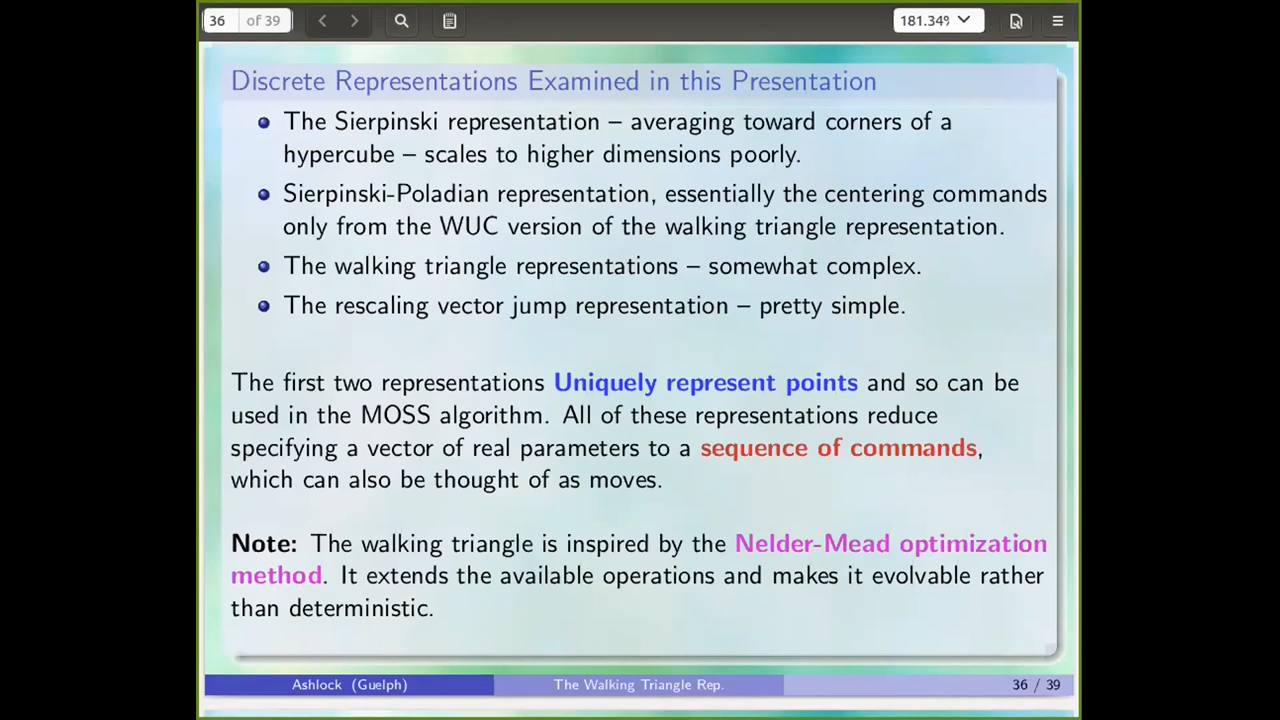 36 of 39
181.34%
Discrete Representations Examined in this Presentation
The Sierpinski representation – averaging toward corners of a
hypercube – scales to higher dimensions poorly.
Sierpinski-Poladian representation, essentially the centering commands
only from the WUC version of the walking triangle representation.
The walking triangle representations – somewhat complex.
The rescaling vector jump representation – pretty simple.
The first two representations Uniquely represent points and so can be
used in the MOSS algorithm. All of these representations reduce
specifying a vector of real parameters to a sequence of commands,
which can also be thought of as moves.
Note: The walking triangle is inspired by the Nelder-Mead optimization
method. It extends the available operations and makes it evolvable rather
than deterministic.
Ashlock (Guelph) The Walking Triangle Rep. 36 / 39